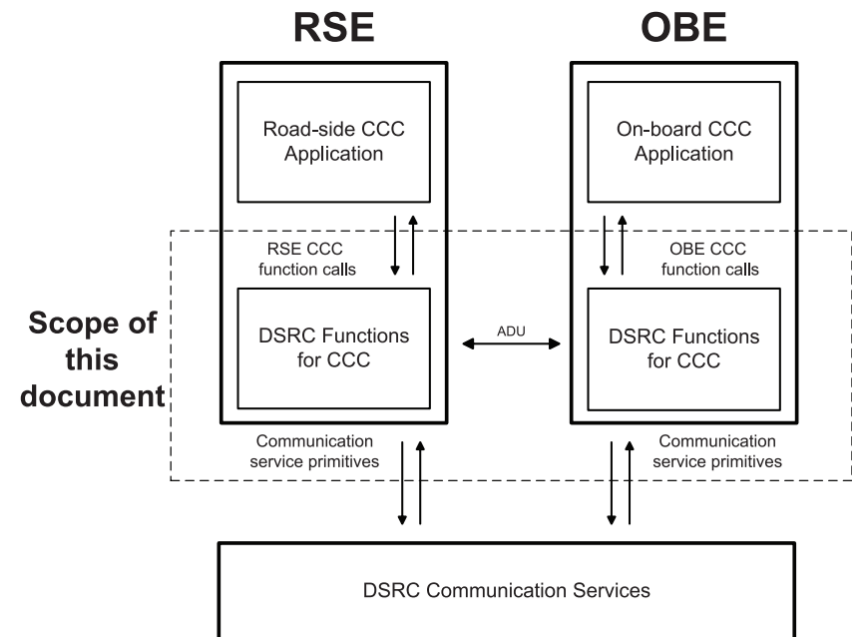 RSE
OBE
Road-side CCC
Application
On-board CCC
Application
RSE CCC
function calls
OBE CCC
function calls
Scope of
this
document
DSRC Functions
for CCC
ADU
DSRC Functions
for CCC
Communication
service primitives
Communication
service primitives
DSRC Communication Services